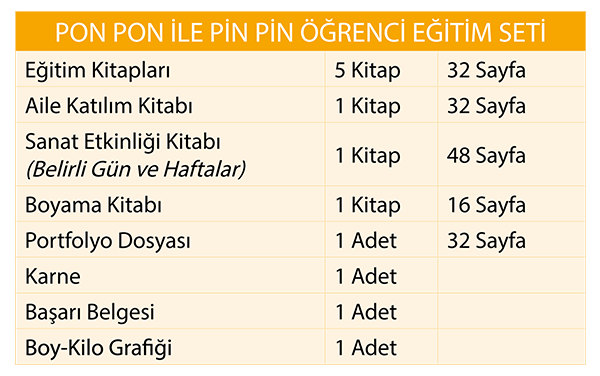 PON PON İLE PİN PİN ÖĞRENCİ EĞİTİM SETİ
Eğitim Kitapları 5 Kitap 32 Sayfa
Aile Katılım Kitabı 1 Kitap 32 Sayfa
Sanat Etkinliği Kitabı
(Belirli Gün ve Haftalar) 1 Kitap 48 Sayfa
Boyama Kitabı 1 Kitap 16 Sayfa
Portfolyo Dosyası 1 Adet 32 Sayfa
Karne 1 Adet
Başarı Belgesi 1 Adet
Boy-Kilo Grafiği 1 Adet